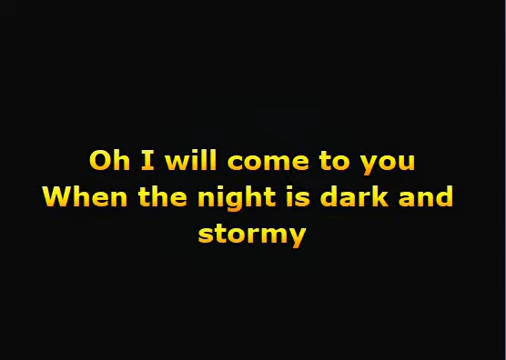 Oh I will come to you
When the night is dark and
stormy